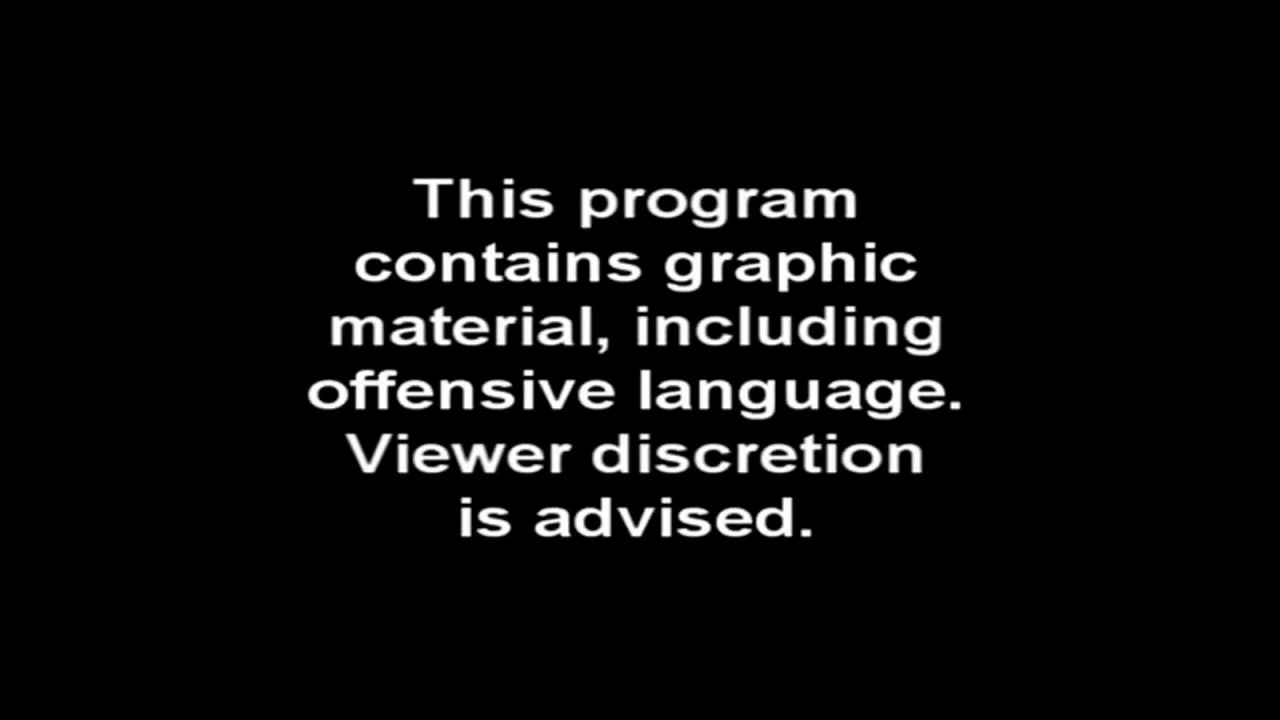 This program
contains graphic
material, including
offensive language.
Viewer discretion
is advised.